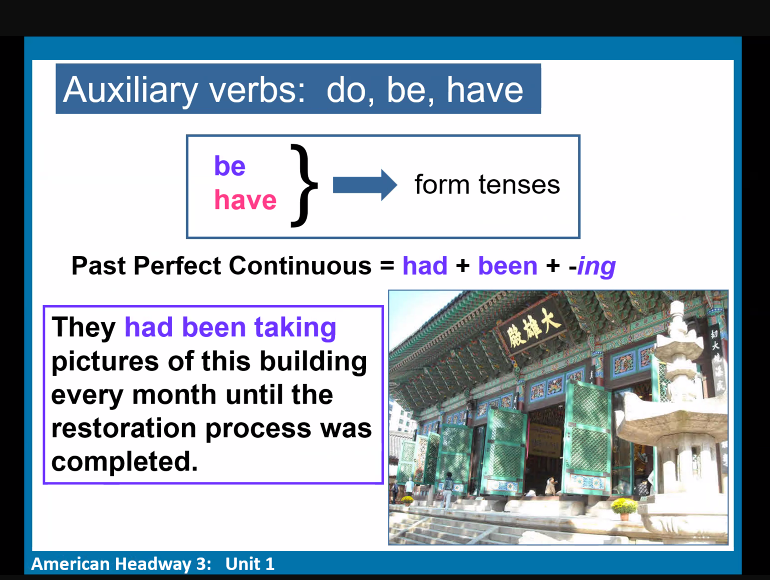 Auxiliary verbs: do, be, have
be
have
}
form tenses
Past Perfect Continuous = had + been + -ing
They had been taking
pictures of this building
every month until the
restoration process was
completed.
大雄殿
American Headway 3: Unit 1